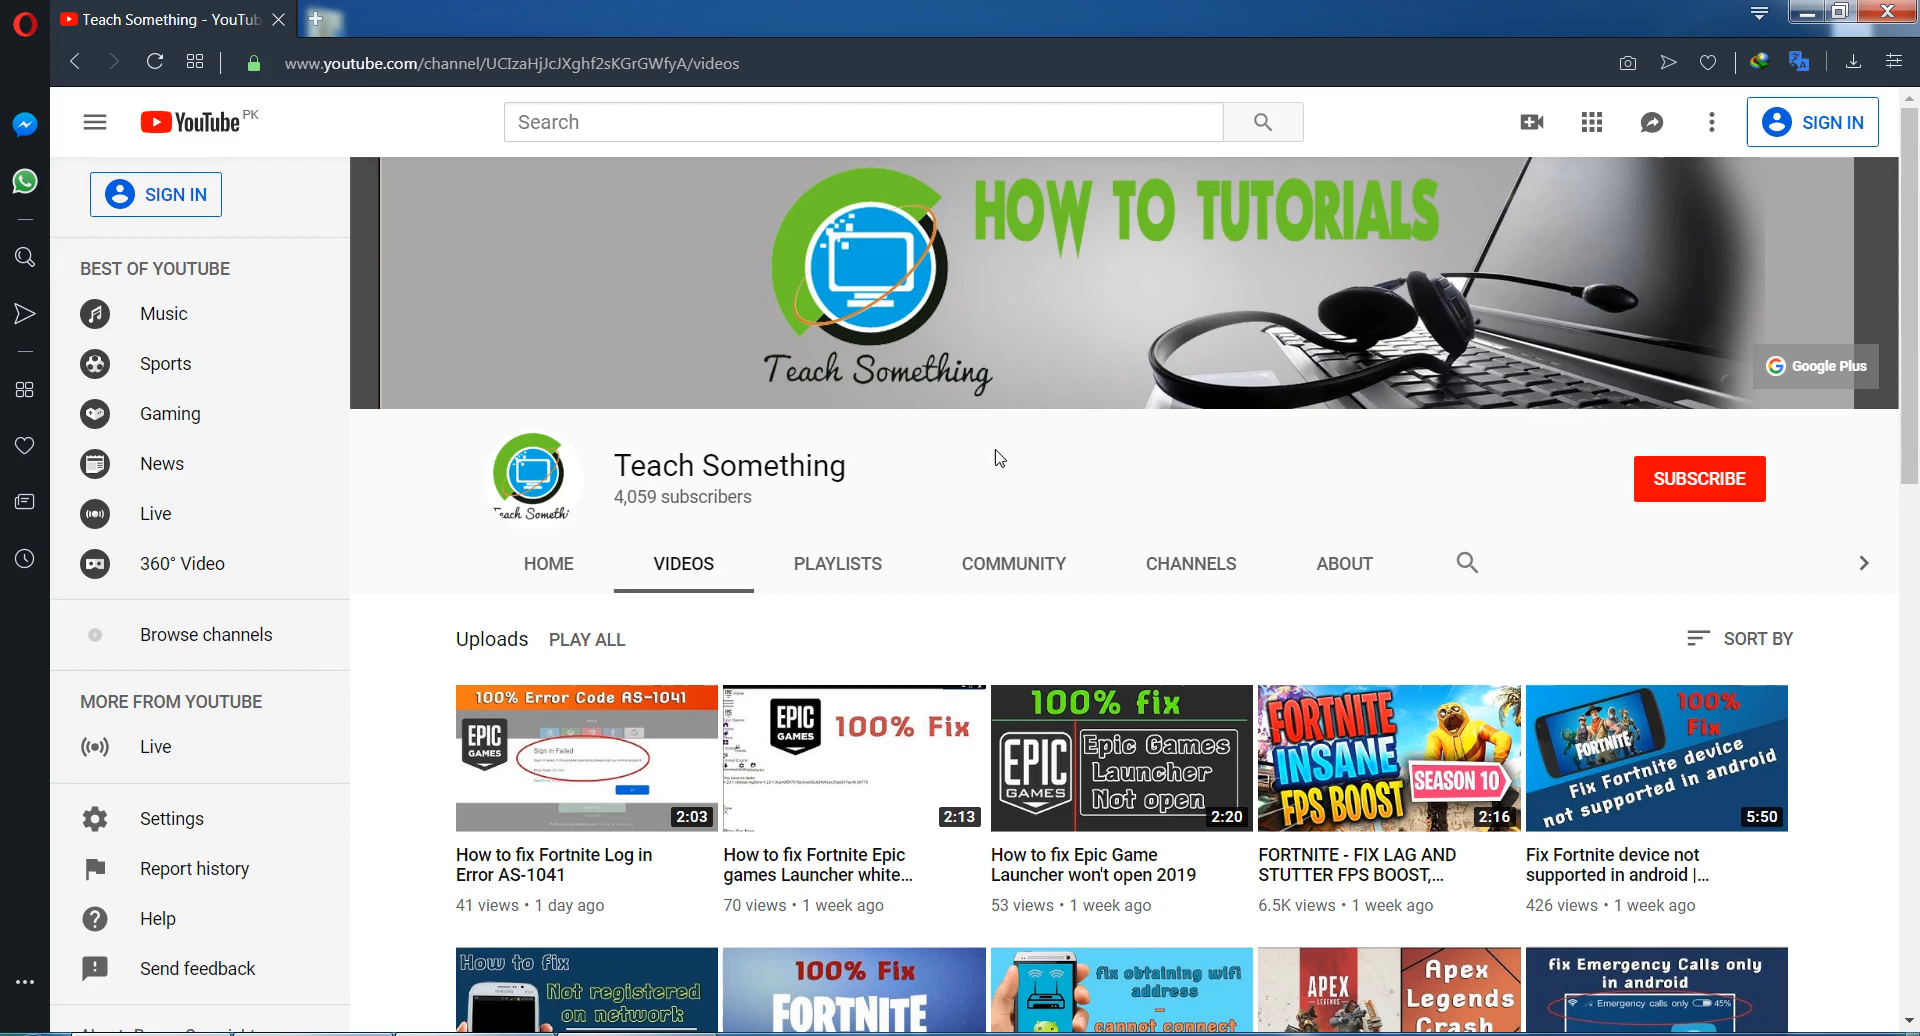 Teach Something - YouTub
www.youtube.com/channel/UCIzaHjJcJXghf2sKGrGWfyA/videos
YouTube PK
Search
SIGN IN
SIGN IN
BEST OF YOUTUBE
Music
Sports
Gaming
News
Live
360° Video
Browse channels
MORE FROM YOUTUBE
Live
Settings
Report history
Help
Send feedback
HOW TO TUTORIALS
Teach Something
Google Plus
Teach Somethi
Teach Something
4,059 subscribers
SUBSCRIBE
HOME VIDEOS PLAYLISTS COMMUNITY CHANNELS ABOUT
Uploads PLAY ALL
SORT BY
100% Error Code AS-1041
EPIC
GAMES
Sign In Failed
2:03
How to fix Fortnite Log in
Error AS-1041
41 views • 1 day ago
EPIC
GAMES
100% Fix
2:13
How to fix Fortnite Epic
games Launcher white...
70 views • 1 week ago
100% fix
EPIC
GAMES
Epic Games
Launcher
Not open
2:20
How to fix Epic Game
Launcher won't open 2019
53 views • 1 week ago
FORTNITE
INSANE
FPS BOOST
SEASON 10
2:16
FORTNITE - FIX LAG AND
STUTTER FPS BOOST,...
6.5K views • 1 week ago
100%
Fix
FORTNITE
Fix Fortnite device
not supported in android
5:50
Fix Fortnite device not
supported in android |...
426 views • 1 week ago
How to fix
Not registered
on network
100% Fix
FORTNITE
fix obtaining wifi
address
-
cannot connect
APEX
LEGENDS
Apex
Legends
Crash
fix Emergency Calls only
in android
Emergency calls only 45%